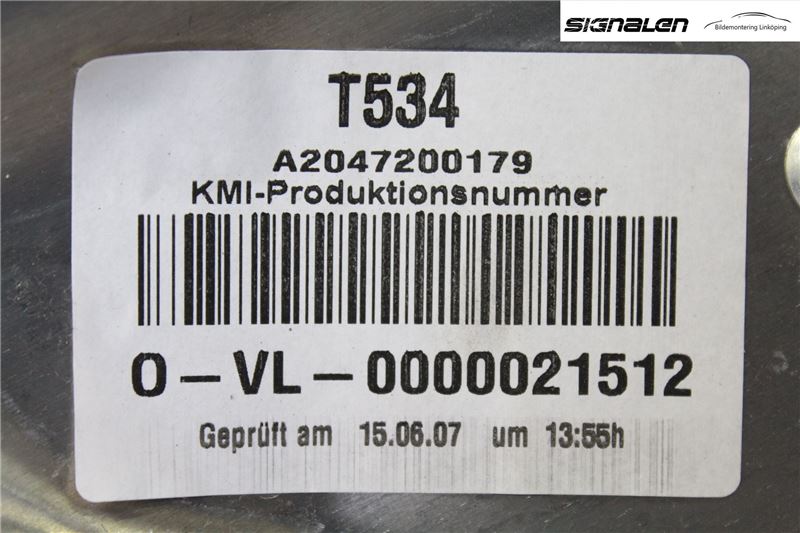 SIGNALEN
Bildemontering Linköping
T534
A2047200179
KMI-Produktionsnummer
O-VL-0000021512
Geprüft am 15.06.07 um 13:55h